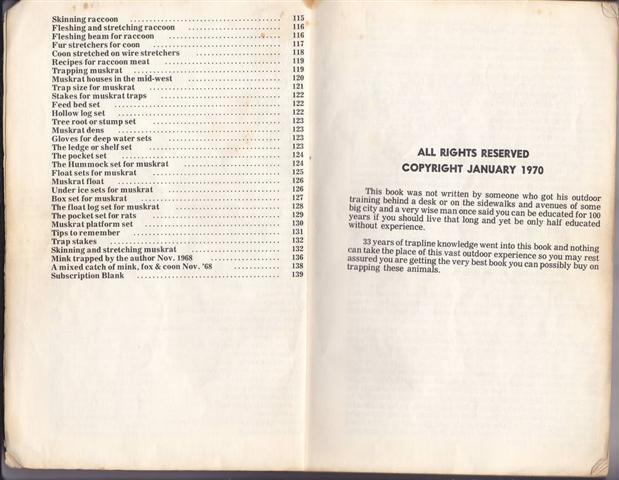 Skinning raccoon ........ 115
Fleshing and stretching raccoon ........ 116
Fleshing beam for raccoon ........ 116
Fur stretchers for coon ........ 117
Coon stretched on wire stretchers ........ 118
Recipes for raccoon meat ........ 119
Trapping muskrat ........ 119
Muskrat houses in the mid-west ........ 120
Trap size for muskrat ........ 121
Stakes for muskrat traps ........ 122
Feed bed set ........ 122
Hollow log set ........ 122
Tree root or stump set ........ 123
Muskrat dens ........ 123
Gloves for deep water sets ........ 123
The ledge or shelf set ........ 123
The pocket set ........ 124
The Hummock set for muskrat ........ 124
Float sets for muskrat ........ 125
Muskrat float ........ 126
Under ice sets for muskrat ........ 126
Box set for muskrat ........ 127
The float log set for muskrat ........ 128
The pocket set for rats ........ 129
Muskrat platform set ........ 130
Tips to remember ........ 131
Trap stakes ........ 132
Skinning and stretching muskrat ........ 132
Mink trapped by the author Nov. 1968 ........ 136
A mixed catch of mink, fox & coon Nov. '68 ........ 138
Subscription Blank ........ 139
ALL RIGHTS RESERVED
COPYRIGHT JANUARY 1970
This book was not written by someone who got his outdoor
training behind a desk or on the sidewalks and avenues of some
big city and a very wise man once said you can be educated for 100
years if you should live that long and yet be only half educated
without experience.
33 years of trapline knowledge went into this book and nothing
can take the place of this vast outdoor experience so you may rest
assured you are getting the very best book you can possibly buy on
trapping these animals.